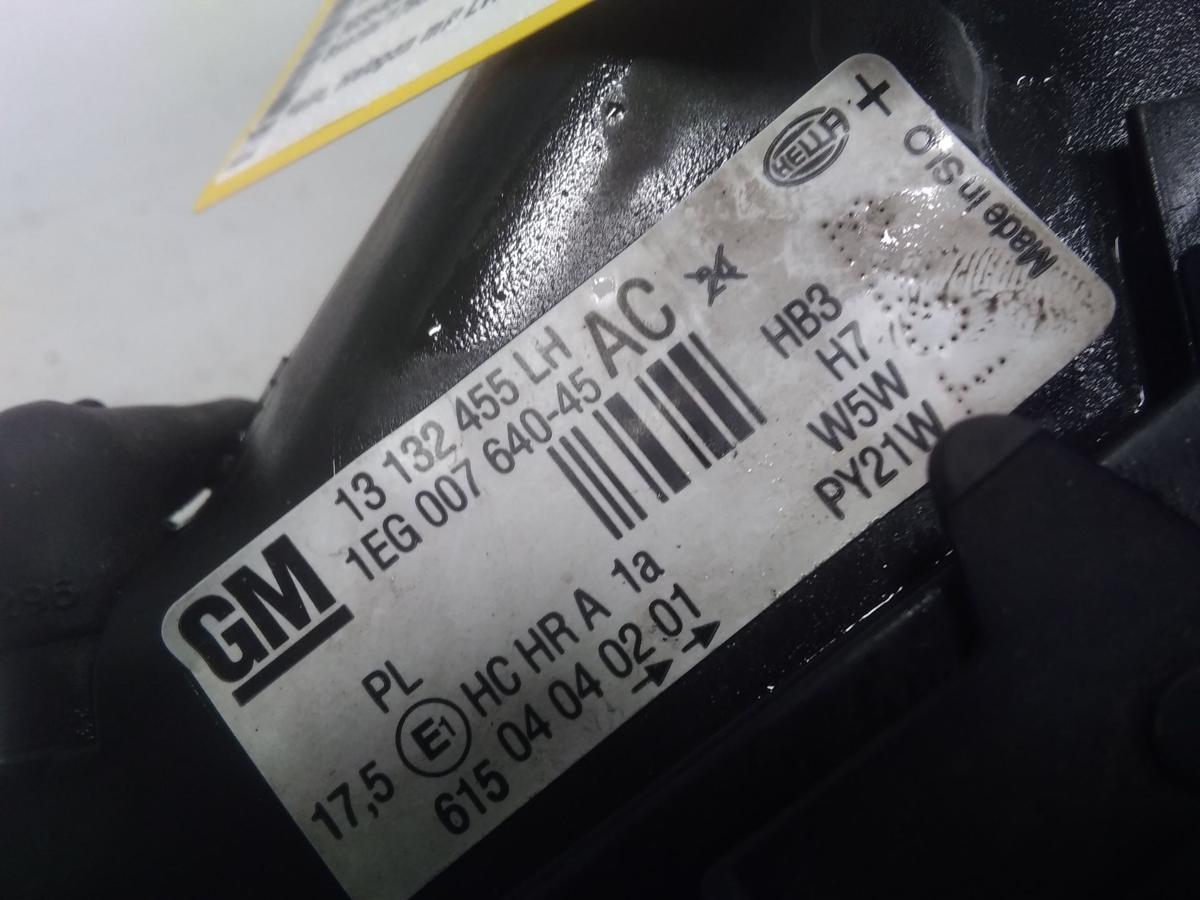 HELLA +
Made in SLO
13 132 455 LH
1EG 007 640-45 AC 24
HB3
H7
W5W
PY21W
GM
PL
17,5 E1 HC HR A 1a
615 04 04 02 01